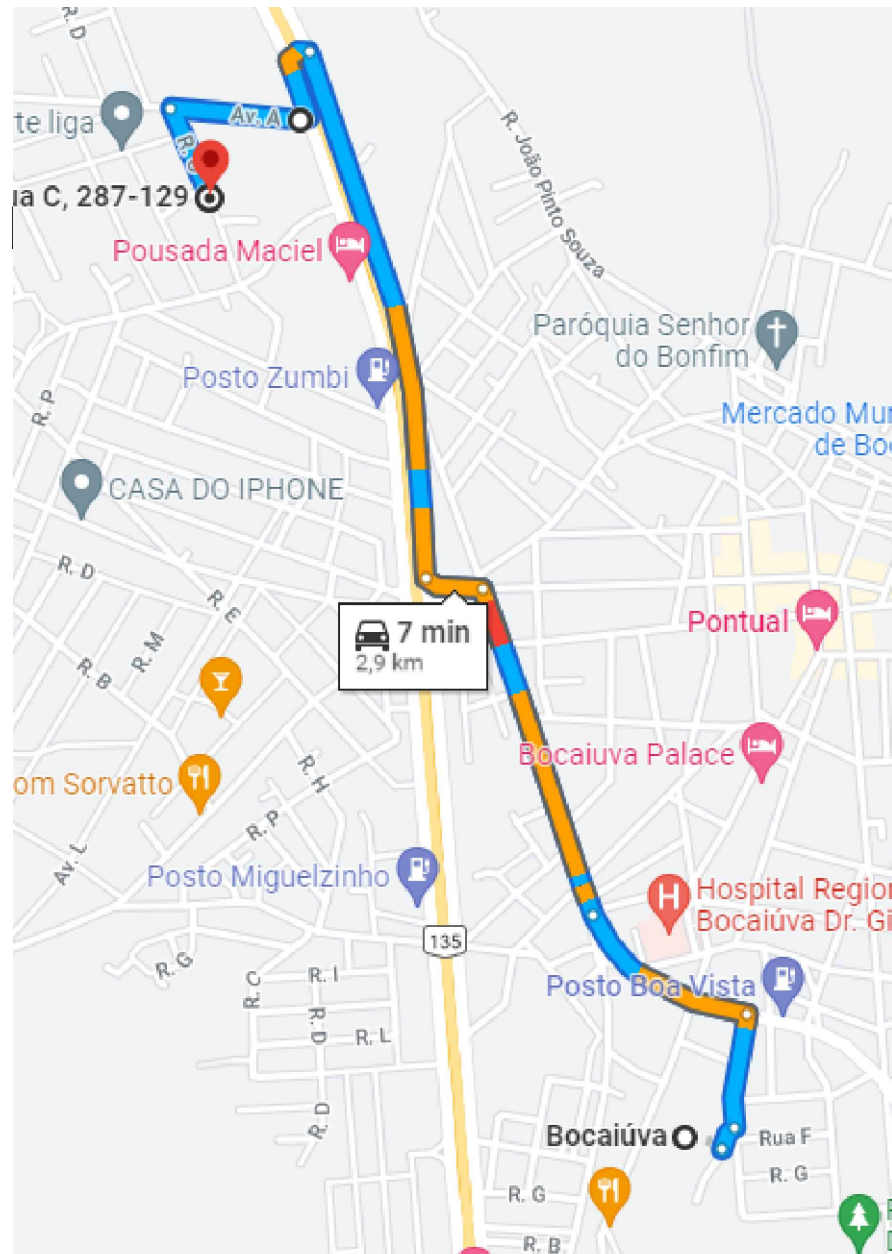 R. D
te liga
Av. A
R. C
ua C, 287-129
R. João Pinto Souza
Pousada Maciel
Paróquia Senhor
do Bonfim
Posto Zumbi
R. P
Mercado Mun
de Boc
CASA DO IPHONE
R. D
R. E
7 min
2,9 km
Pontual
R. M
R. B
Bocaiuva Palace
om Sorvatto
R. H
R. P
Av. L
Posto Miguelzinho
H
Hospital Region
Bocaiúva Dr. Gi
135
R. G
R. C
R. I
Posto Boa Vista
R. D
R. L
R. D
Bocaiúva
Rua F
R. G
R. G
R. B